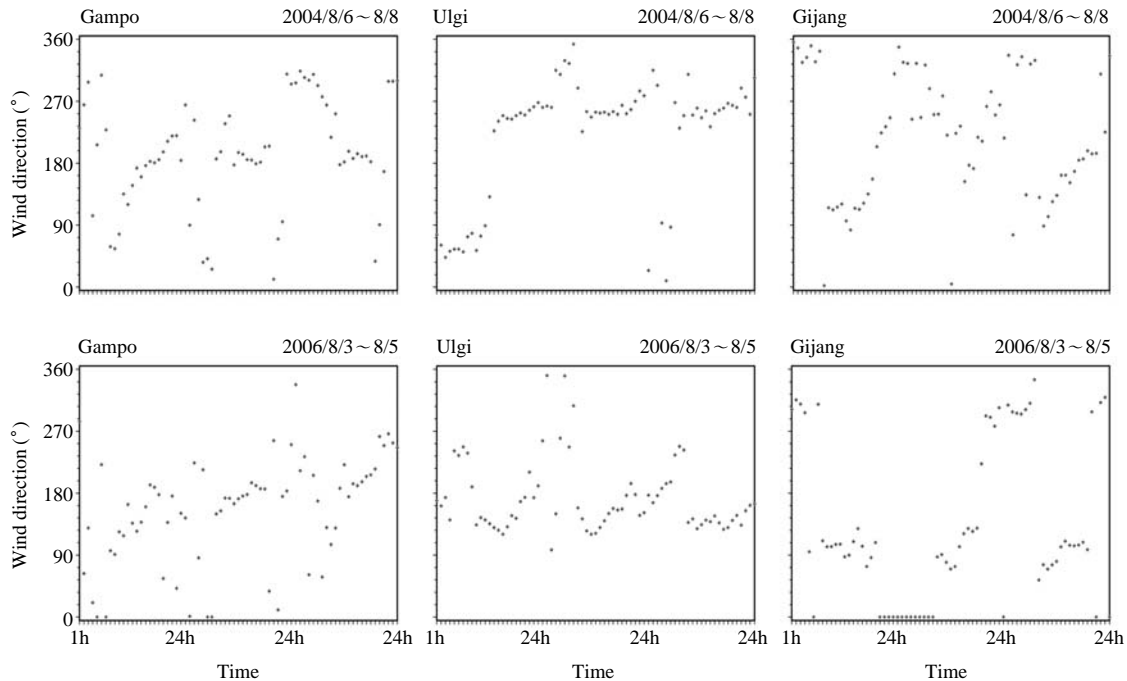 Gampo 2004/8/6~8/8
Ulgi 2004/8/6~8/8
Gijang 2004/8/6~8/8
Wind direction (°)
360
270
180
90
0
Gampo 2006/8/3~8/5
Ulgi 2006/8/3~8/5
Gijang 2006/8/3~8/5
Wind direction (°)
360
270
180
90
0
1h 24h 24h 24h
1h 24h 24h 24h
1h 24h 24h 24h
Time
Time
Time